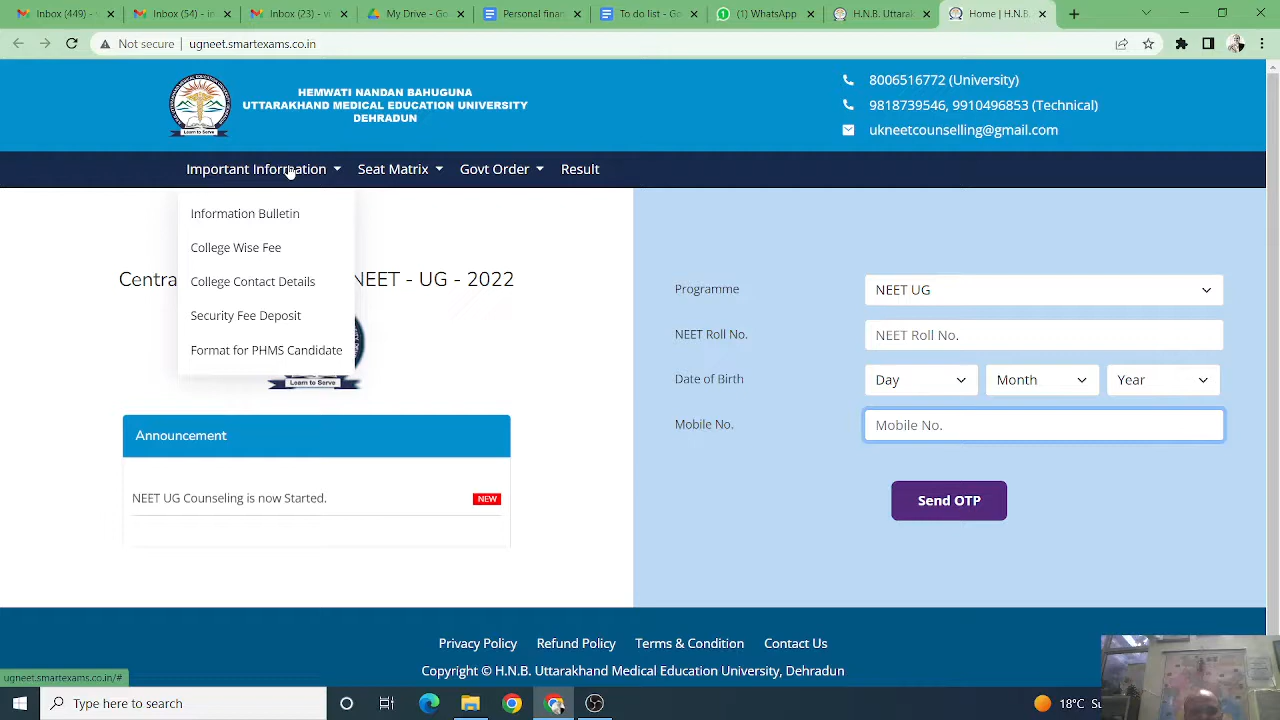 Inbox (449) - v
Inbox (54) - in
Inbox (23) - vi
My Drive - Go
Personal finan
To do list - Go
(1) WhatsApp
H.N.B. Uttarak
Home | H.N.B.
Not secure
ugneet.smartexams.co.in
HEMWATI NANDAN BAHUGUNA
UTTARAKHAND MEDICAL EDUCATION UNIVERSITY
DEHRADUN
Learn to Serve
8006516772 (University)
9818739546, 9910496853 (Technical)
ukneetcounselling@gmail.com
Important Information
Seat Matrix
Govt Order
Result
Information Bulletin
College Wise Fee
College Contact Details
Security Fee Deposit
Format for PHMS Candidate
Centra
NEET - UG - 2022
Learn to Serve
Announcement
NEET UG Counseling is now Started.
NEW
Programme
NEET UG
NEET Roll No.
NEET Roll No.
Date of Birth
Day
Month
Year
Mobile No.
Mobile No.
Send OTP
Privacy Policy
Refund Policy
Terms & Condition
Contact Us
Copyright © H.N.B. Uttarakhand Medical Education University, Dehradun
ugneet.smartexams.co.in/#
Type here to search
18°C